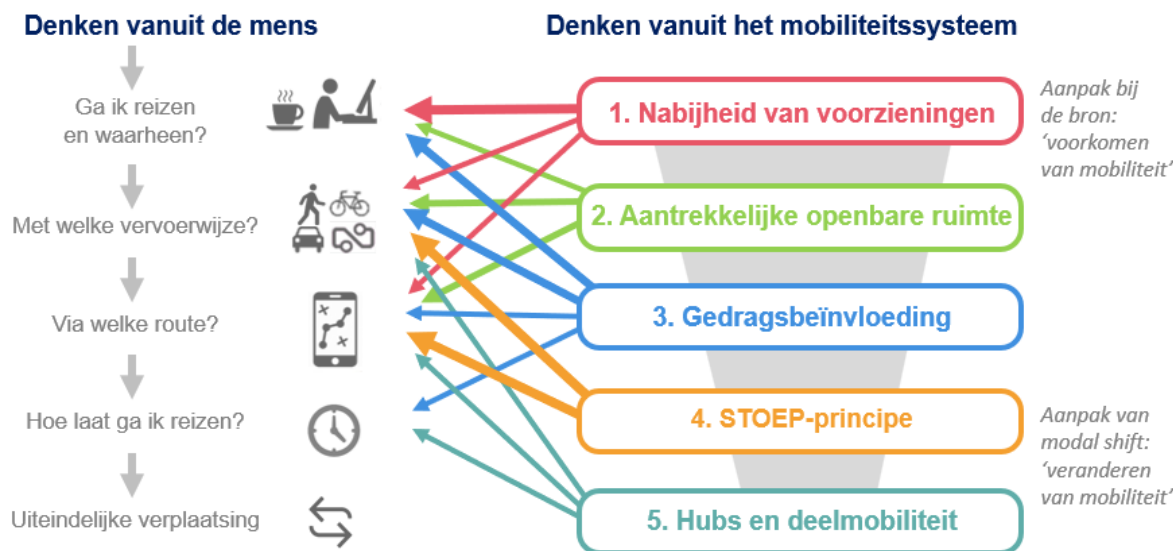 Denken vanuit de mens
Denken vanuit het mobiliteitssysteem
Ga ik reizen
en waarheen?
Met welke vervoerwijze?
Via welke route?
Hoe laat ga ik reizen?
Uiteindelijke verplaatsing
1. Nabijheid van voorzieningen
2. Aantrekkelijke openbare ruimte
3. Gedragsbeïnvloeding
4. STOEP-principe
5. Hubs en deelmobiliteit
Aanpak bij
de bron:
‘voorkomen
van mobiliteit’
Aanpak van
modal shift:
‘veranderen
van mobiliteit’